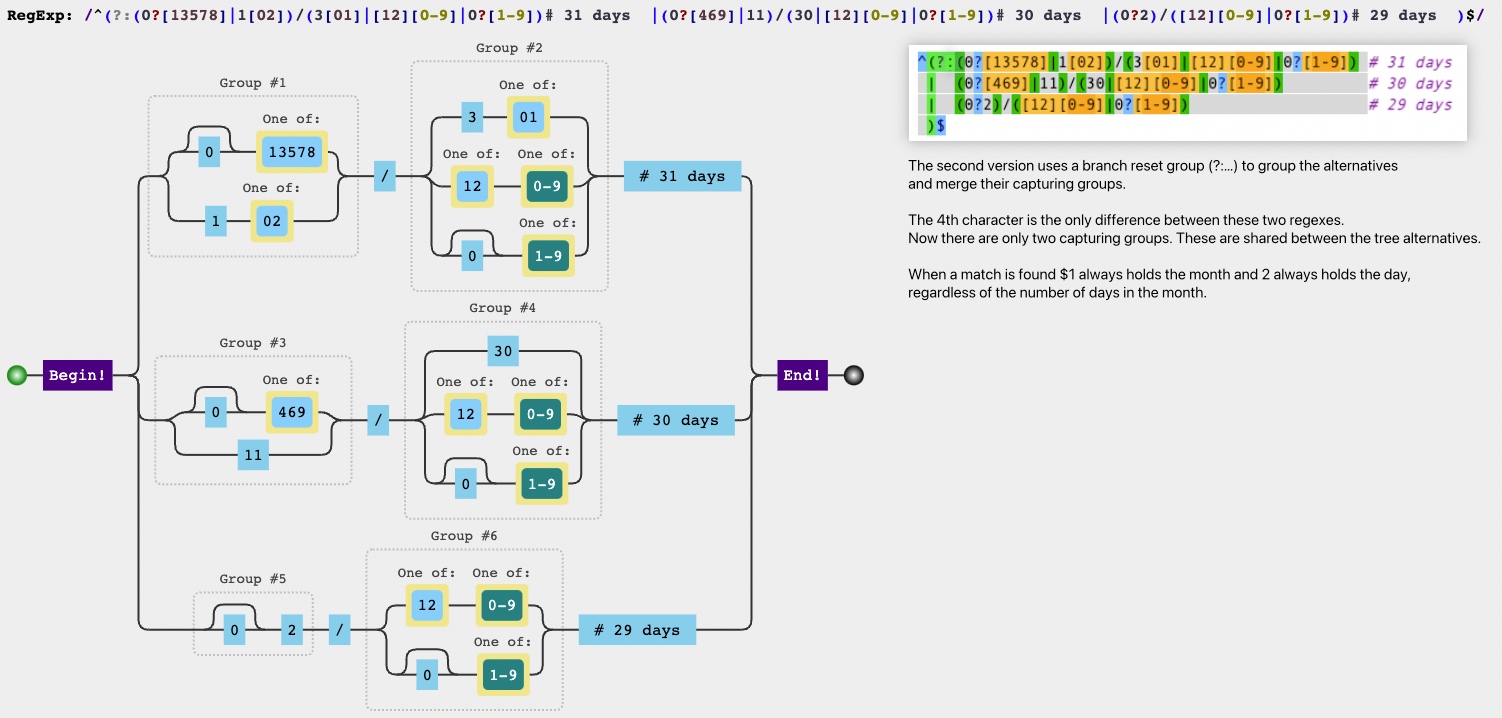 RegExp: /^(?:(0?[13578]|1[02])/(3[01]|[12][0-9]|0?[1-9])# 31 days |(0?[469]|11)/(30|[12][0-9]|0?[1-9])# 30 days |(0?2)/([12][0-9]|0?[1-9])# 29 days )$/
Group #1
One of:
0
13578
One of:
1
02
/
Group #2
One of:
3
01
One of: One of:
12
0-9
One of:
0
1-9
# 31 days
Begin!
Group #3
One of:
0
469
11
/
Group #4
30
One of: One of:
12
0-9
One of:
0
1-9
# 30 days
End!
Group #5
0
2
/
Group #6
One of: One of:
12
0-9
One of:
0
1-9
# 29 days
^(?:(0?[13578]|1[02])/(3[01]|[12][0-9]|0?[1-9]) # 31 days
| (0?[469]|11)/(30|[12][0-9]|0?[1-9]) # 30 days
| (0?2)/([12][0-9]|0?[1-9]) # 29 days
)$
The second version uses a branch reset group (?:...) to group the alternatives
and merge their capturing groups.
The 4th character is the only difference between these two regexes.
Now there are only two capturing groups. These are shared between the tree alternatives.
When a match is found $1 always holds the month and 2 always holds the day,
regardless of the number of days in the month.